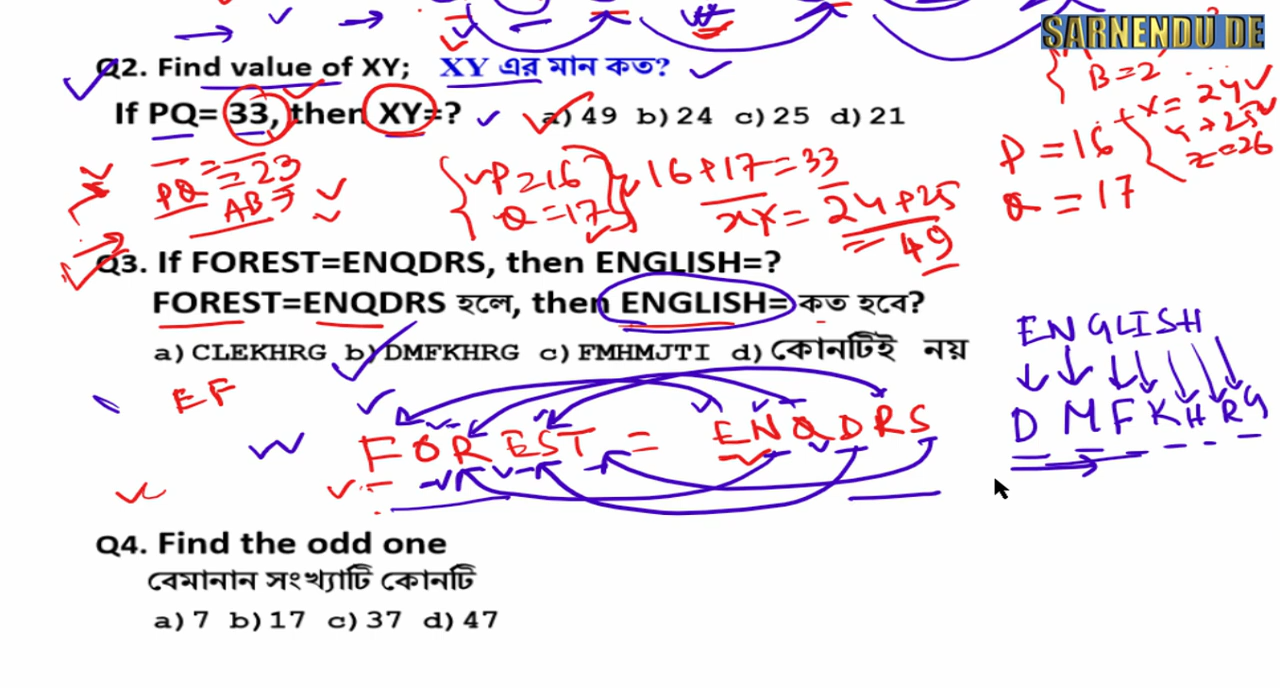 SARNENDU DE
B=2 ...
Q2. Find value of XY; XY এর মান কত?
If PQ= 33, then XY=? a) 49 b) 24 c) 25 d) 21
X = 24
Y → 25
Z = 26
P = 16
Q = 17
= 23
PQ =
AB =
P = 16
Q = 17
16+17=33
XY = 24+25
= 49
Q3. If FOREST=ENQDRS, then ENGLISH=?
FOREST=ENQDRS হলে, then ENGLISH= কত হবে?
a) CLEKHRG b) DMFKHRG c) FMHMJTI d) কোনটিই নয়
ENGLISH
D M F K H R G
EF
FOREST = ENQDRS
Q4. Find the odd one
বেমানান সংখ্যাটি কোনটি
a) 7 b) 17 c) 37 d) 47